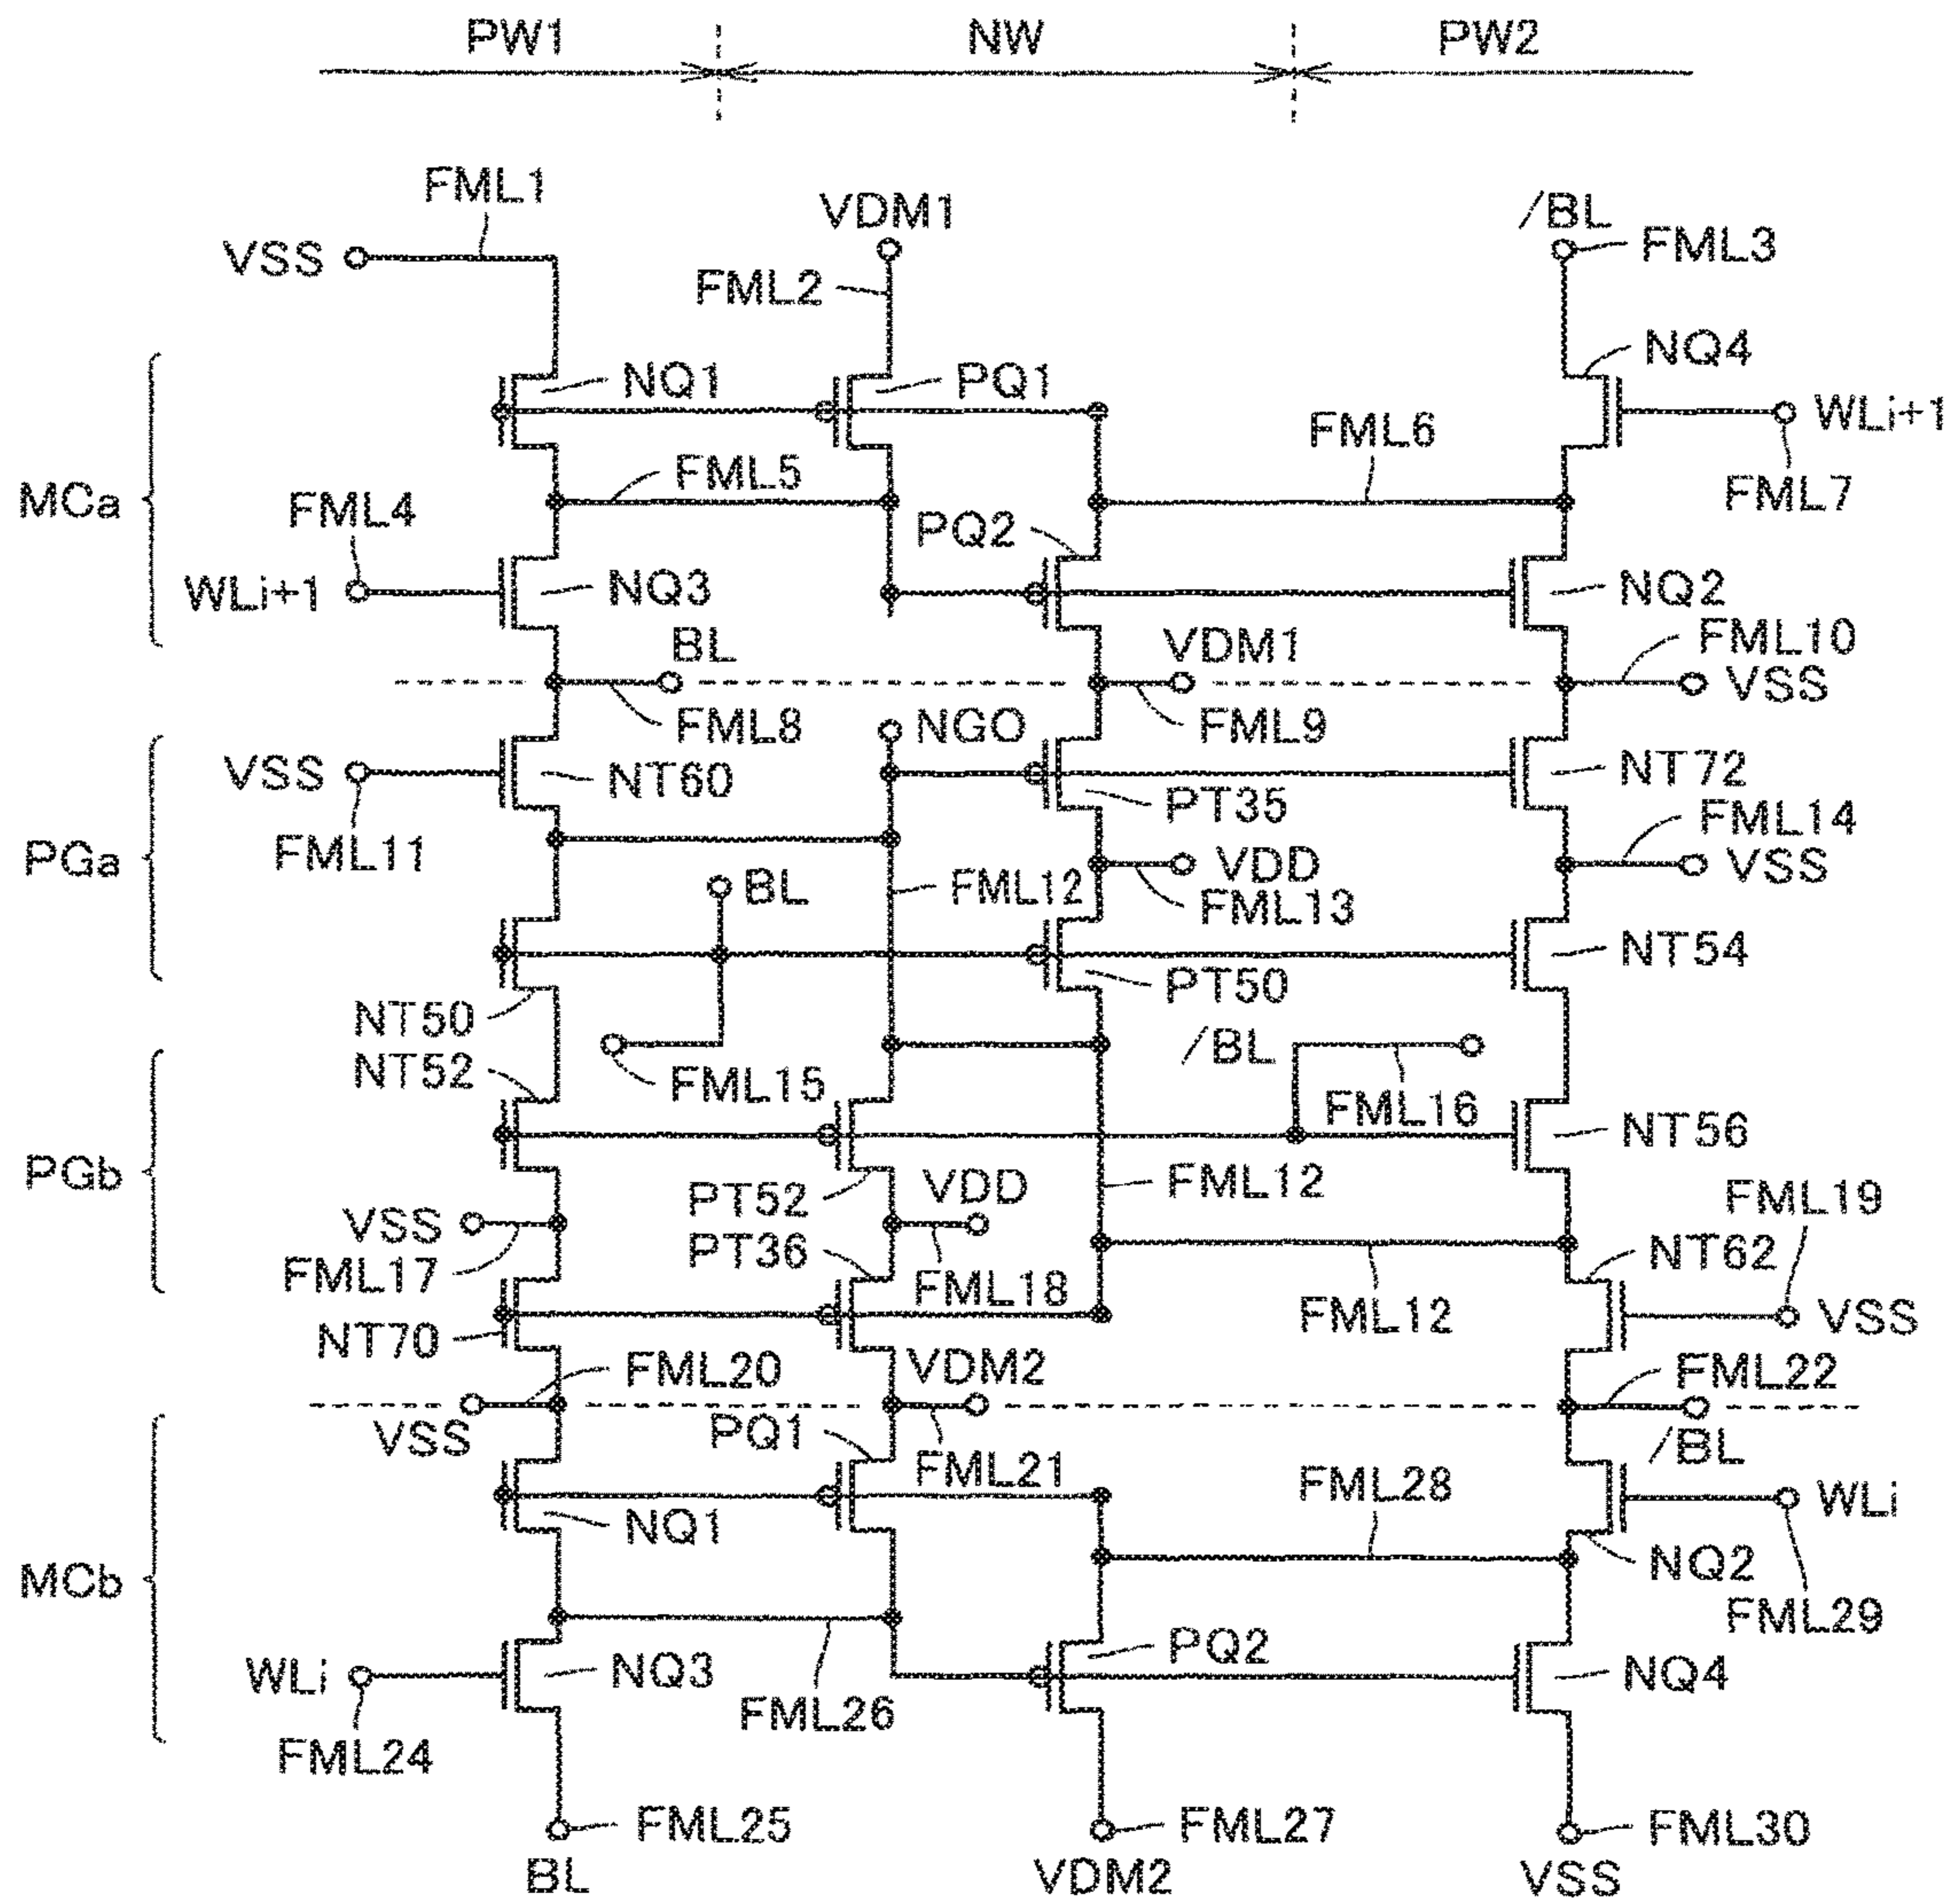 PW1 NW PW2
FML1
VSS
VDM1
FML2
/BL
FML3
NQ4
NQ1
PQ1
WLi+1
FML6
FML7
MCa
FML5
FML4
PQ2
WLi+1
NQ3
NQ2
BL
VDM1
FML10
VSS
FML8
NGO
FML9
VSS
NT60
NT72
PT35
FML14
FML11
PGa
BL
FML12
VDD
VSS
FML13
NT54
PT50
NT50
/BL
NT52
FML15
FML16
NT56
PGb
PT52
VDD
FML12
FML19
VSS
PT36
NT62
FML17
FML18
FML12
VSS
NT70
FML20
VDM2
FML22
VSS
PQ1
FML21
/BL
FML28
WLi
NQ1
NQ2
MCb
FML29
WLi
NQ3
PQ2
NQ4
FML26
FML24
FML25
FML27
FML30
BL
VDM2
VSS